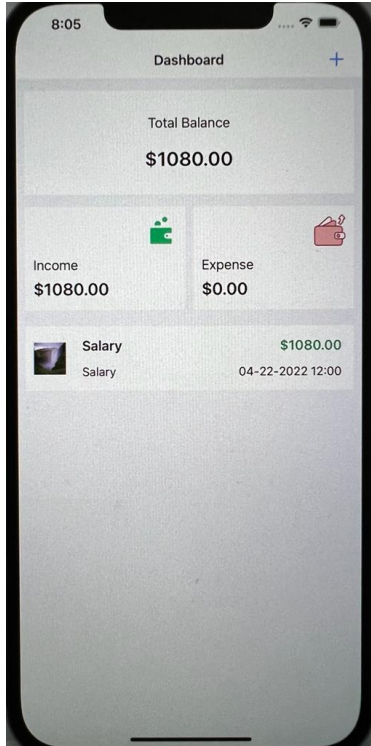 8:05
Dashboard
+
Total Balance
$1080.00
Income
$1080.00
Expense
$0.00
Salary
$1080.00
Salary
04-22-2022 12:00